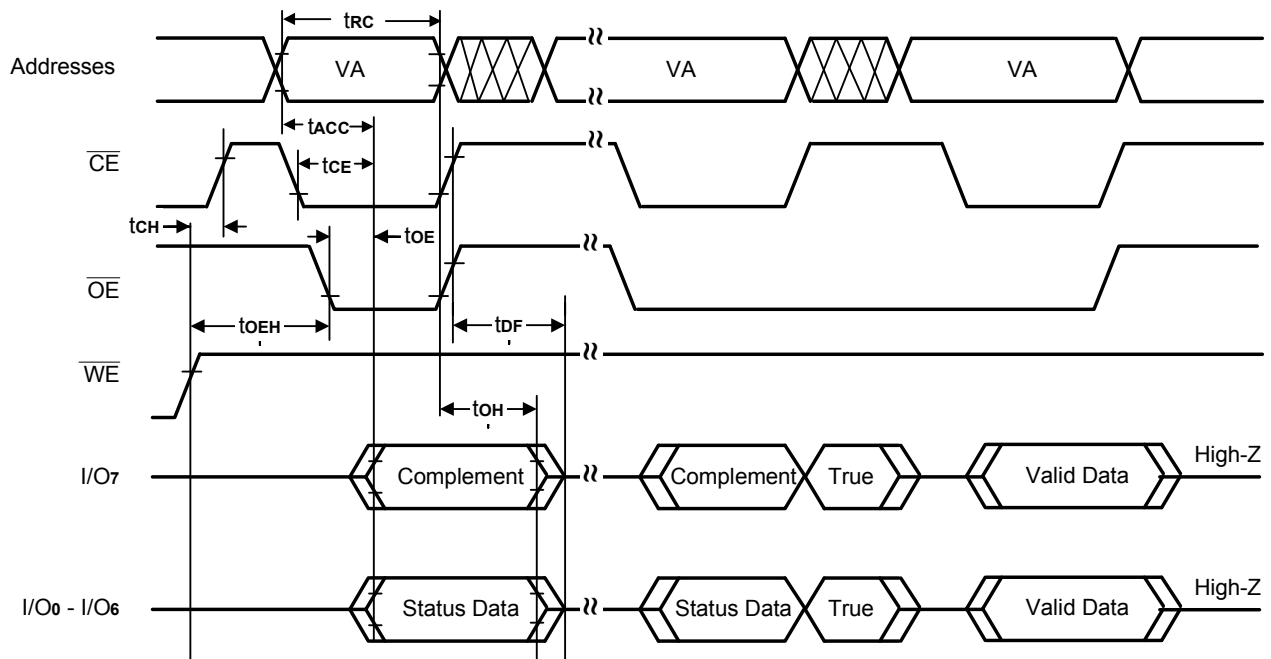 tRC
Addresses VA VA VA
tACC
CE tCE
tCH tOE
OE
tOEH tDF
WE
tOH
I/O7 Complement Complement True Valid Data High-Z
I/O0 - I/O6 Status Data Status Data True Valid Data High-Z